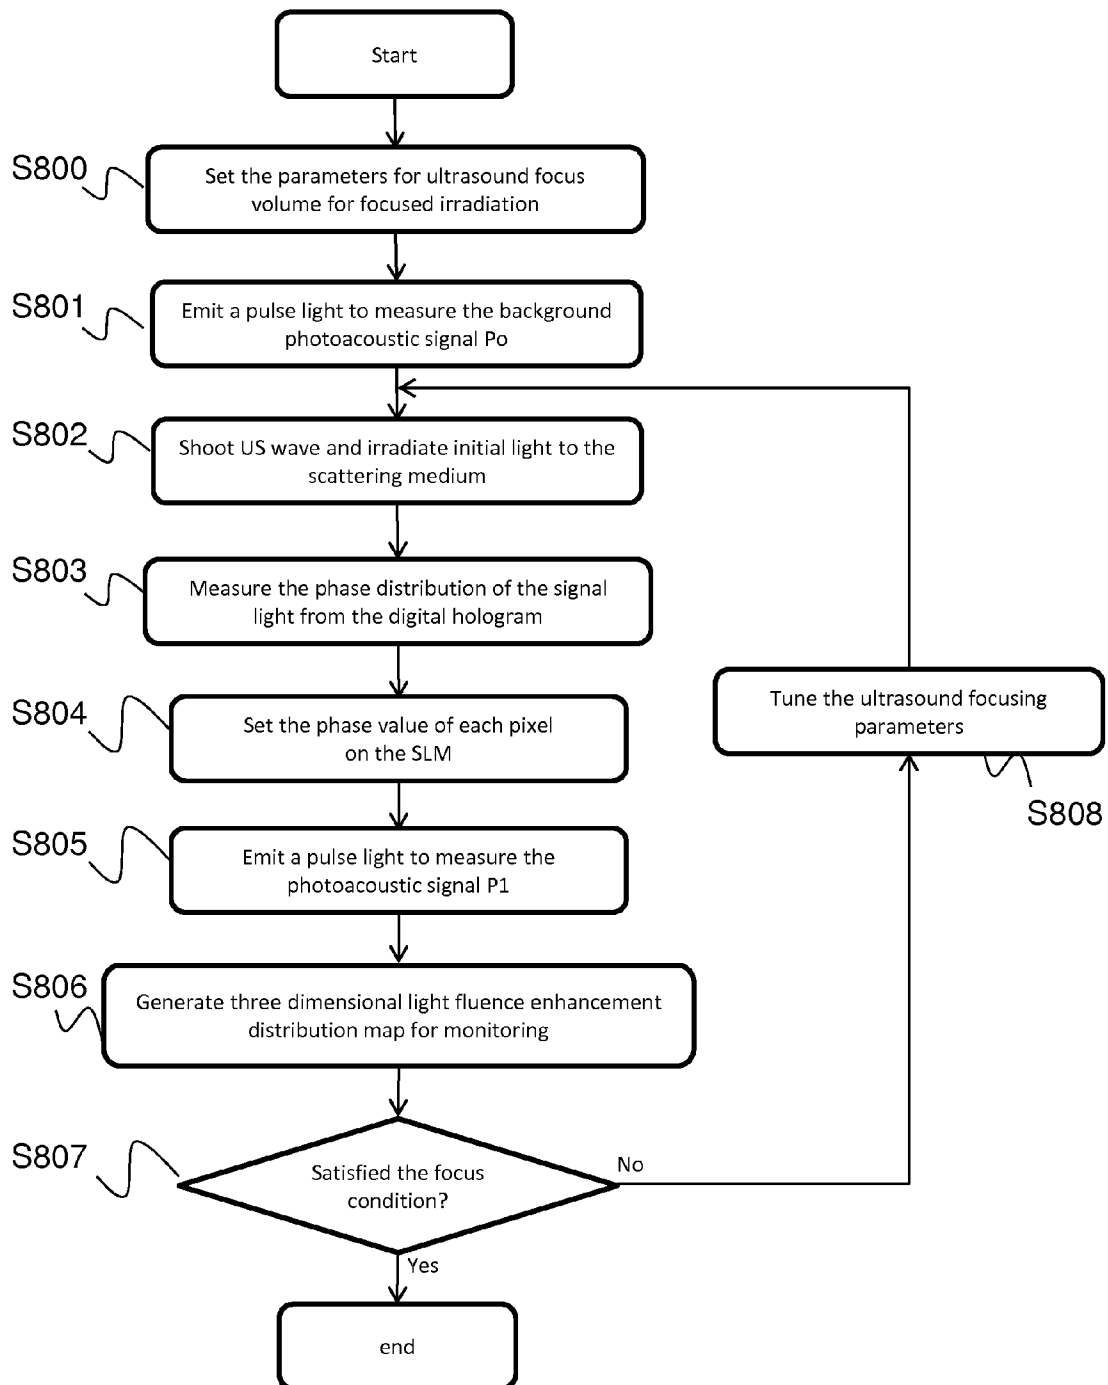 Start
S800
Set the parameters for ultrasound focus
volume for focused irradiation
S801
Emit a pulse light to measure the background
photoacoustic signal Po
S802
Shoot US wave and irradiate initial light to the
scattering medium
S803
Measure the phase distribution of the signal
light from the digital hologram
S804
Set the phase value of each pixel
on the SLM
Tune the ultrasound focusing
parameters
S808
S805
Emit a pulse light to measure the
photoacoustic signal P1
S806
Generate three dimensional light fluence enhancement
distribution map for monitoring
S807
Satisfied the focus
condition?
No
Yes
end